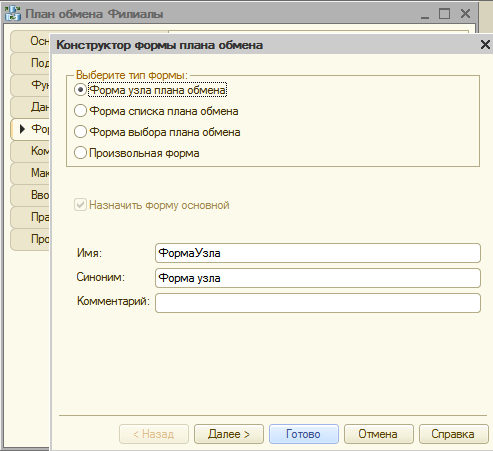 План обмена Филиалы
Осн
Под
Фун
Дан
Фор
Ком
Мак
Вво
Пра
Про
Конструктор формы плана обмена
Выберите тип формы:
Форма узла плана обмена
Форма списка плана обмена
Форма выбора плана обмена
Произвольная форма
Назначить форму основной
Имя: ФормаУзла
Синоним: Форма узла
Комментарий:
< Назад Далее > Готово Отмена Справка